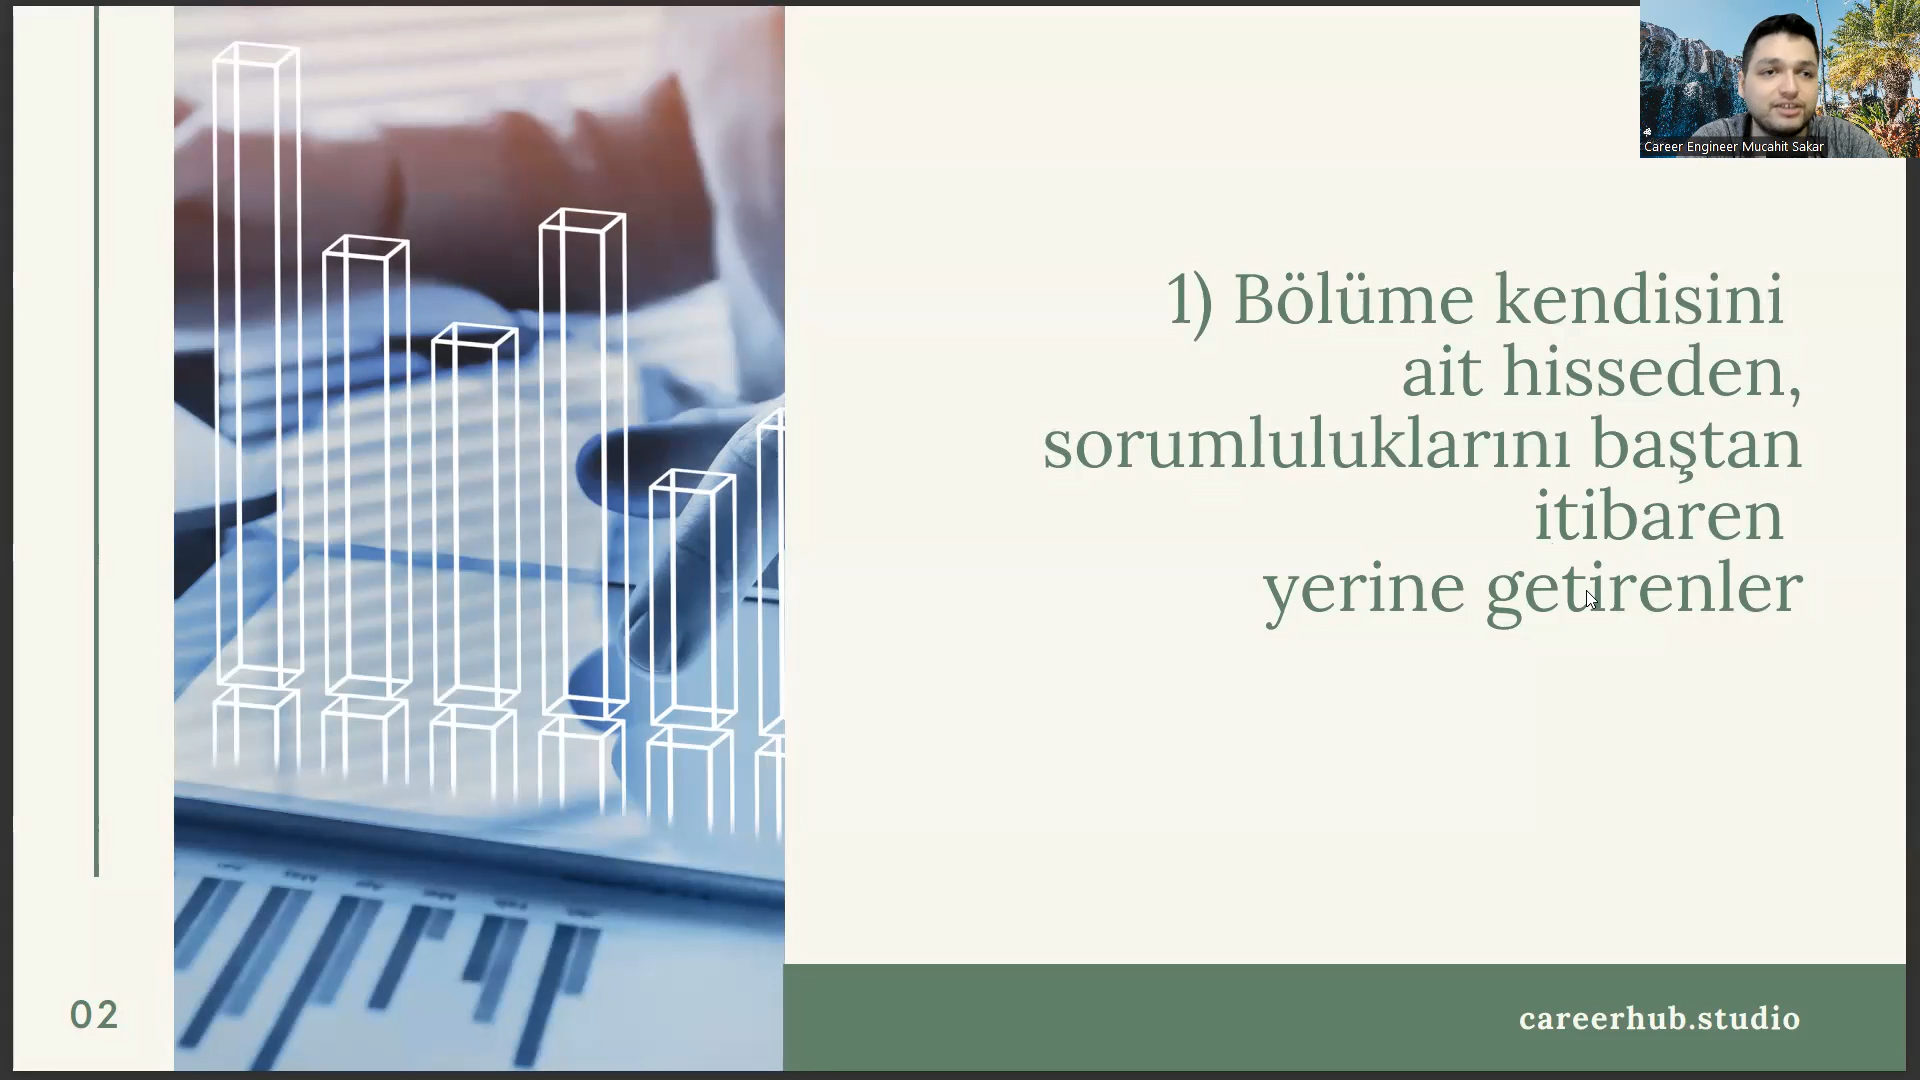 Career Engineer Mucahit Sakar
1) Bölüme kendisini
ait hisseden,
sorumluluklarını baştan
itibaren
yerine getirenler
02
careerhub.studio